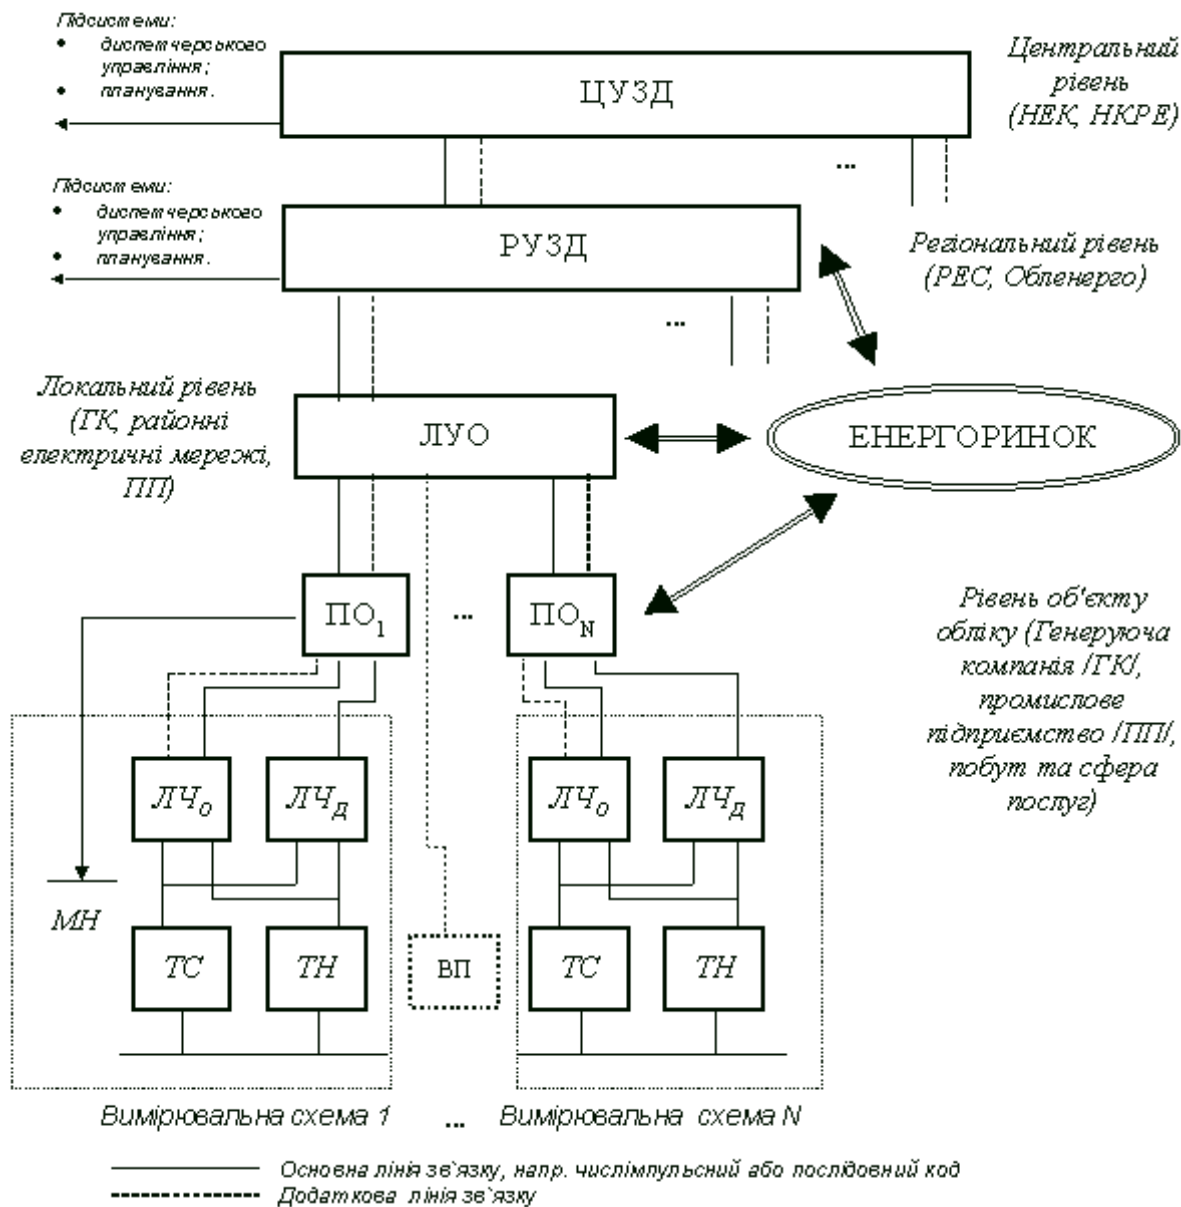 Підсистеми:
• диспетчерського
управління;
• планування.
ЦУЗД
Центральний
рівень
(НЕК, НКРЕ)
...
Підсистеми:
• диспетчерського
управління;
• планування.
РУЗД
Регіональний рівень
(РЕС, Обленерго)
...
Локальний рівень
(ГК, районні
електричні мережі,
ПП)
ЛУО
ЕНЕРГОРИНОК
ПО1
...
ПОN
Рівень об'єкту
обліку (Генеруюча
компанія /ГК/,
промислове
підприємство /ПП/,
побут та сфера
послуг)
ЛЧО
ЛЧД
ЛЧО
ЛЧД
МН
ТС
ТН
ВП
ТС
ТН
Вимірювальна схема 1 ... Вимірювальна схема N
Основна лінія зв`язку, напр. числімпульсний або послідовний код
Додаткова лінія зв`язку